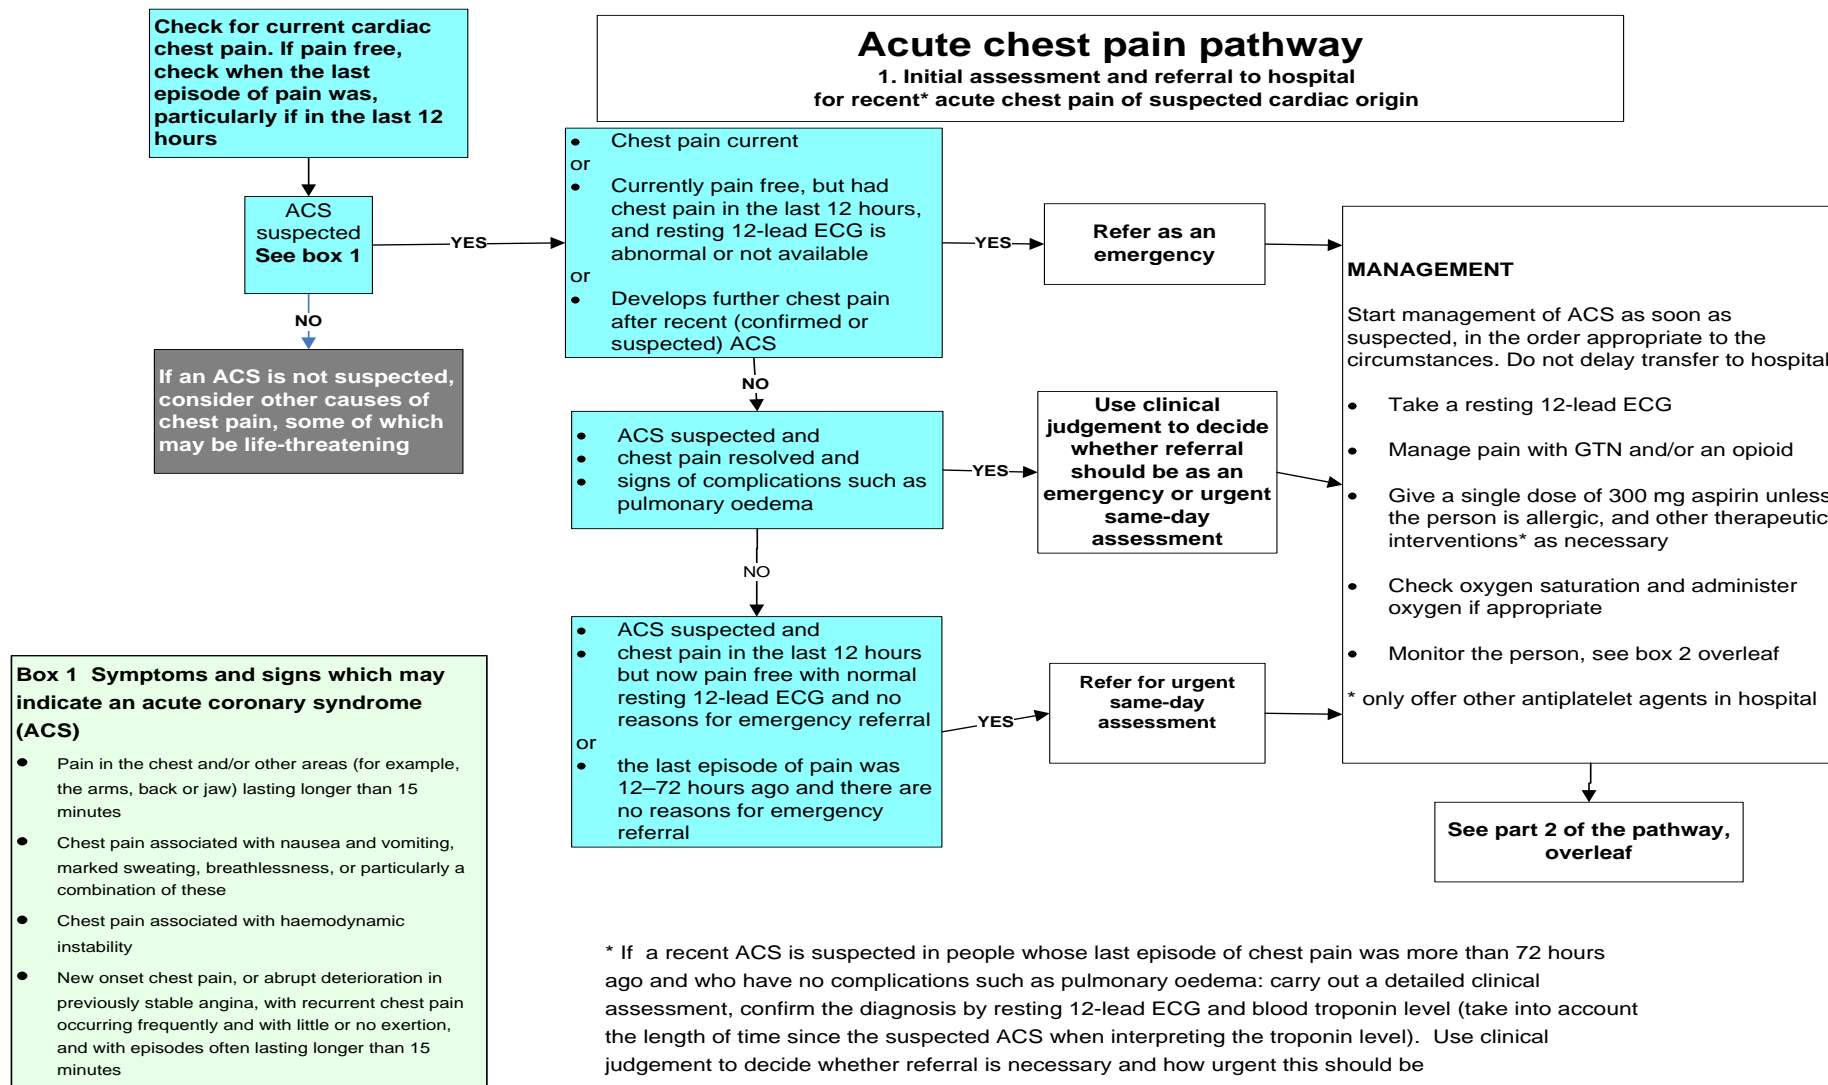 Check for current cardiac
chest pain. If pain free,
check when the last
episode of pain was,
particularly if in the last 12
hours
Acute chest pain pathway
1. Initial assessment and referral to hospital
for recent* acute chest pain of suspected cardiac origin
ACS
suspected
See box 1
YES
NO
If an ACS is not suspected,
consider other causes of
chest pain, some of which
may be life-threatening
• Chest pain current
or
• Currently pain free, but had
chest pain in the last 12 hours,
and resting 12-lead ECG is
abnormal or not available
or
• Develops further chest pain
after recent (confirmed or
suspected) ACS
YES
Refer as an
emergency
NO
• ACS suspected and
• chest pain resolved and
• signs of complications such as
pulmonary oedema
YES
Use clinical
judgement to decide
whether referral
should be as an
emergency or urgent
same-day
assessment
NO
• ACS suspected and
• chest pain in the last 12 hours
but now pain free with normal
resting 12-lead ECG and no
reasons for emergency referral
or
• the last episode of pain was
12–72 hours ago and there are
no reasons for emergency
referral
YES
Refer for urgent
same-day
assessment
MANAGEMENT
Start management of ACS as soon as
suspected, in the order appropriate to the
circumstances. Do not delay transfer to hospital
• Take a resting 12-lead ECG
• Manage pain with GTN and/or an opioid
• Give a single dose of 300 mg aspirin unless
the person is allergic, and other therapeutic
interventions* as necessary
• Check oxygen saturation and administer
oxygen if appropriate
• Monitor the person, see box 2 overleaf
* only offer other antiplatelet agents in hospital
See part 2 of the pathway,
overleaf
Box 1 Symptoms and signs which may
indicate an acute coronary syndrome
(ACS)
• Pain in the chest and/or other areas (for example,
the arms, back or jaw) lasting longer than 15
minutes
• Chest pain associated with nausea and vomiting,
marked sweating, breathlessness, or particularly a
combination of these
• Chest pain associated with haemodynamic
instability
• New onset chest pain, or abrupt deterioration in
previously stable angina, with recurrent chest pain
occurring frequently and with little or no exertion,
and with episodes often lasting longer than 15
minutes
* If a recent ACS is suspected in people whose last episode of chest pain was more than 72 hours
ago and who have no complications such as pulmonary oedema: carry out a detailed clinical
assessment, confirm the diagnosis by resting 12-lead ECG and blood troponin level (take into account
the length of time since the suspected ACS when interpreting the troponin level). Use clinical
judgement to decide whether referral is necessary and how urgent this should be